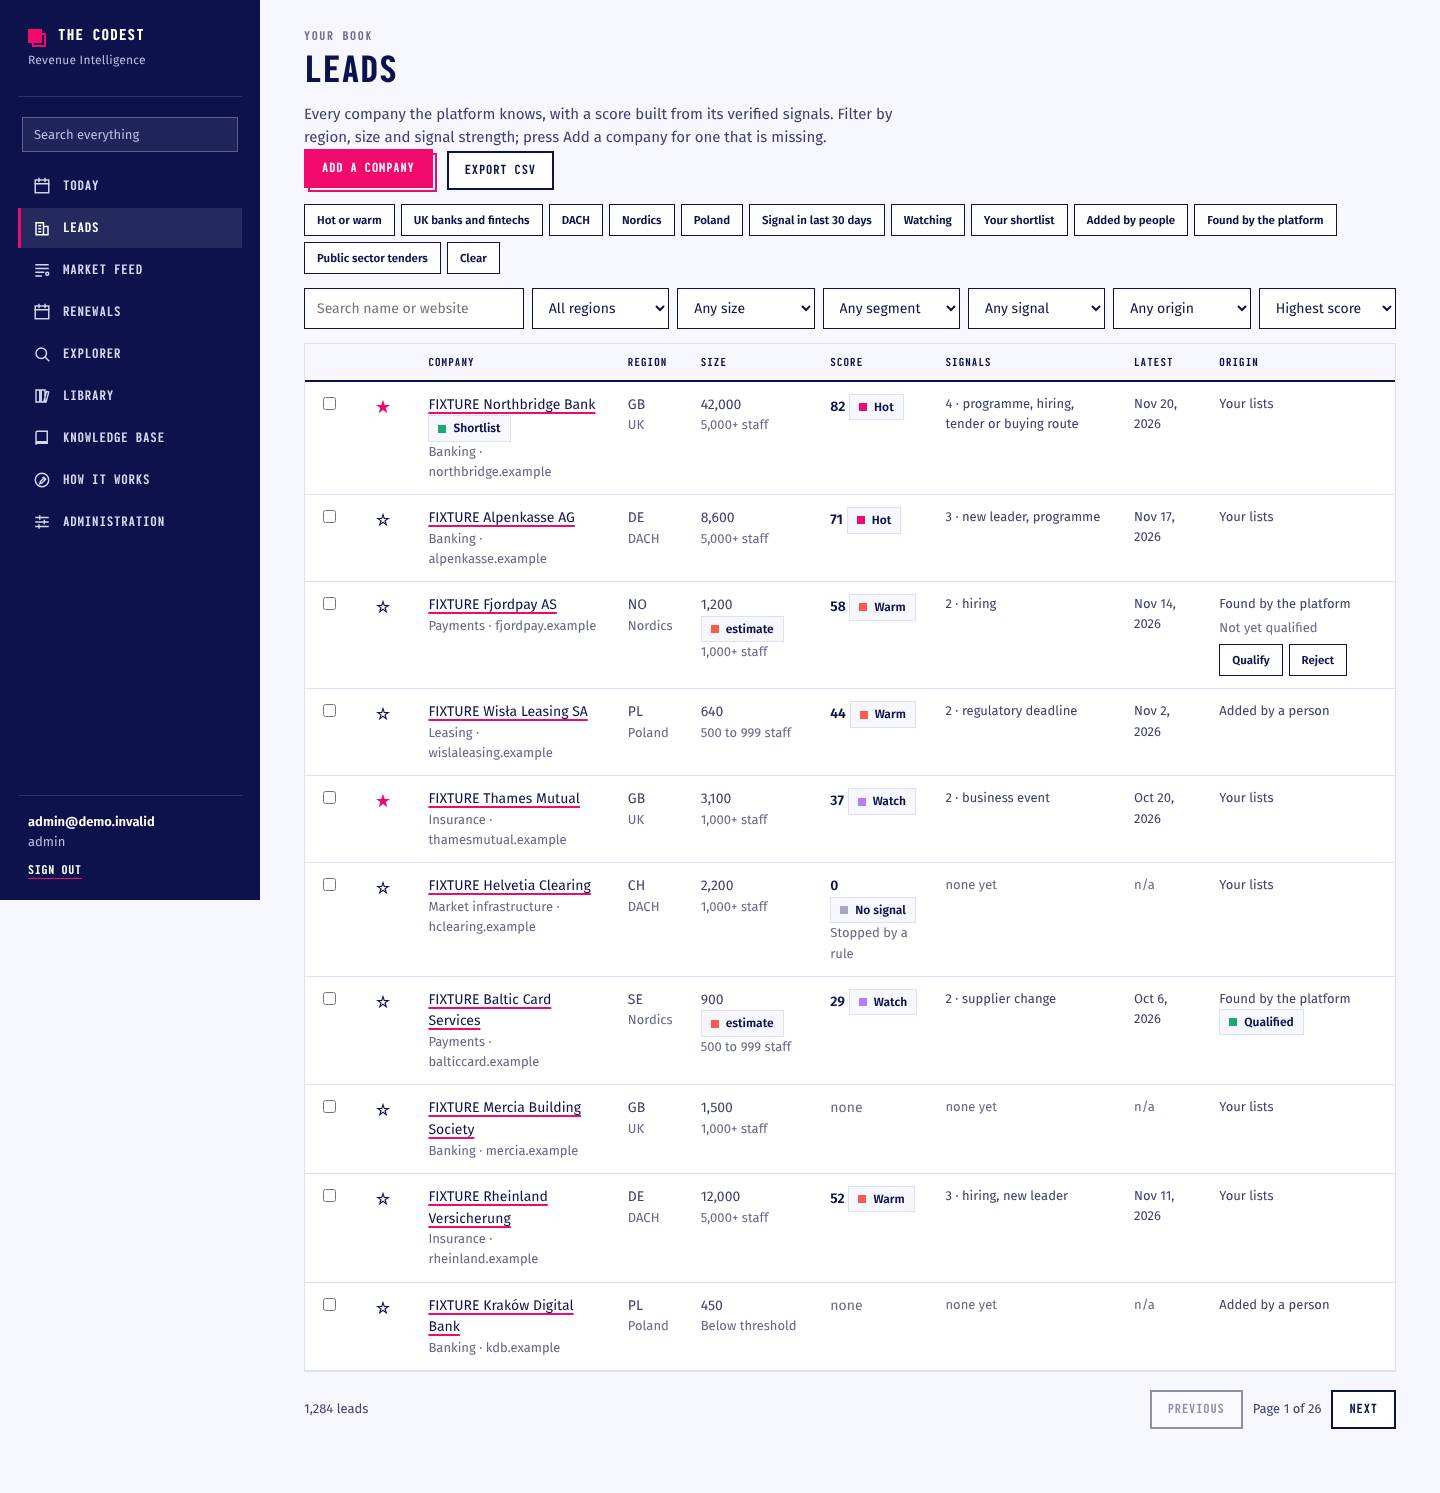 THE CODEST
Revenue Intelligence
Search everything
TODAY
LEADS
MARKET FEED
RENEWALS
EXPLORER
LIBRARY
KNOWLEDGE BASE
HOW IT WORKS
ADMINISTRATION
admin@demo.invalid
admin
SIGN OUT
YOUR BOOK
LEADS
Every company the platform knows, with a score built from its verified signals. Filter by
region, size and signal strength; press Add a company for one that is missing.
ADD A COMPANY EXPORT CSV
Hot or warm UK banks and fintechs DACH Nordics Poland Signal in last 30 days Watching Your shortlist Added by people Found by the platform
Public sector tenders Clear
Search name or website All regions Any size Any segment Any signal Any origin Highest score
COMPANY REGION SIZE SCORE SIGNALS LATEST ORIGIN
★ FIXTURE Northbridge Bank GB 42,000 82 Hot 4 · programme, hiring, Nov 20, Your lists
Shortlist UK 5,000+ staff tender or buying route 2026
Banking ·
northbridge.example
☆ FIXTURE Alpenkasse AG DE 8,600 71 Hot 3 · new leader, programme Nov 17, Your lists
Banking · DACH 5,000+ staff 2026
alpenkasse.example
☆ FIXTURE Fjordpay AS NO 1,200 58 Warm 2 · hiring Nov 14, Found by the platform
Payments · fjordpay.example Nordics estimate 2026 Not yet qualified
1,000+ staff Qualify Reject
☆ FIXTURE Wisła Leasing SA PL 640 44 Warm 2 · regulatory deadline Nov 2, Added by a person
Leasing · Poland 500 to 999 staff 2026
wislaleasing.example
★ FIXTURE Thames Mutual GB 3,100 37 Watch 2 · business event Oct 20, Your lists
Insurance · UK 1,000+ staff 2026
thamesmutual.example
☆ FIXTURE Helvetia Clearing CH 2,200 0 none yet n/a Your lists
Market infrastructure · DACH 1,000+ staff No signal
hclearing.example Stopped by a
rule
☆ FIXTURE Baltic Card SE 900 29 Watch 2 · supplier change Oct 6, Found by the platform
Services Nordics estimate 2026 Qualified
Payments · 500 to 999 staff
balticcard.example
☆ FIXTURE Mercia Building GB 1,500 none none yet n/a Your lists
Society UK 1,000+ staff
Banking · mercia.example
☆ FIXTURE Rheinland DE 12,000 52 Warm 3 · hiring, new leader Nov 11, Your lists
Versicherung DACH 5,000+ staff 2026
Insurance ·
rheinland.example
☆ FIXTURE Kraków Digital PL 450 none none yet n/a Added by a person
Bank Poland Below threshold
Banking · kdb.example
1,284 leads PREVIOUS Page 1 of 26 NEXT